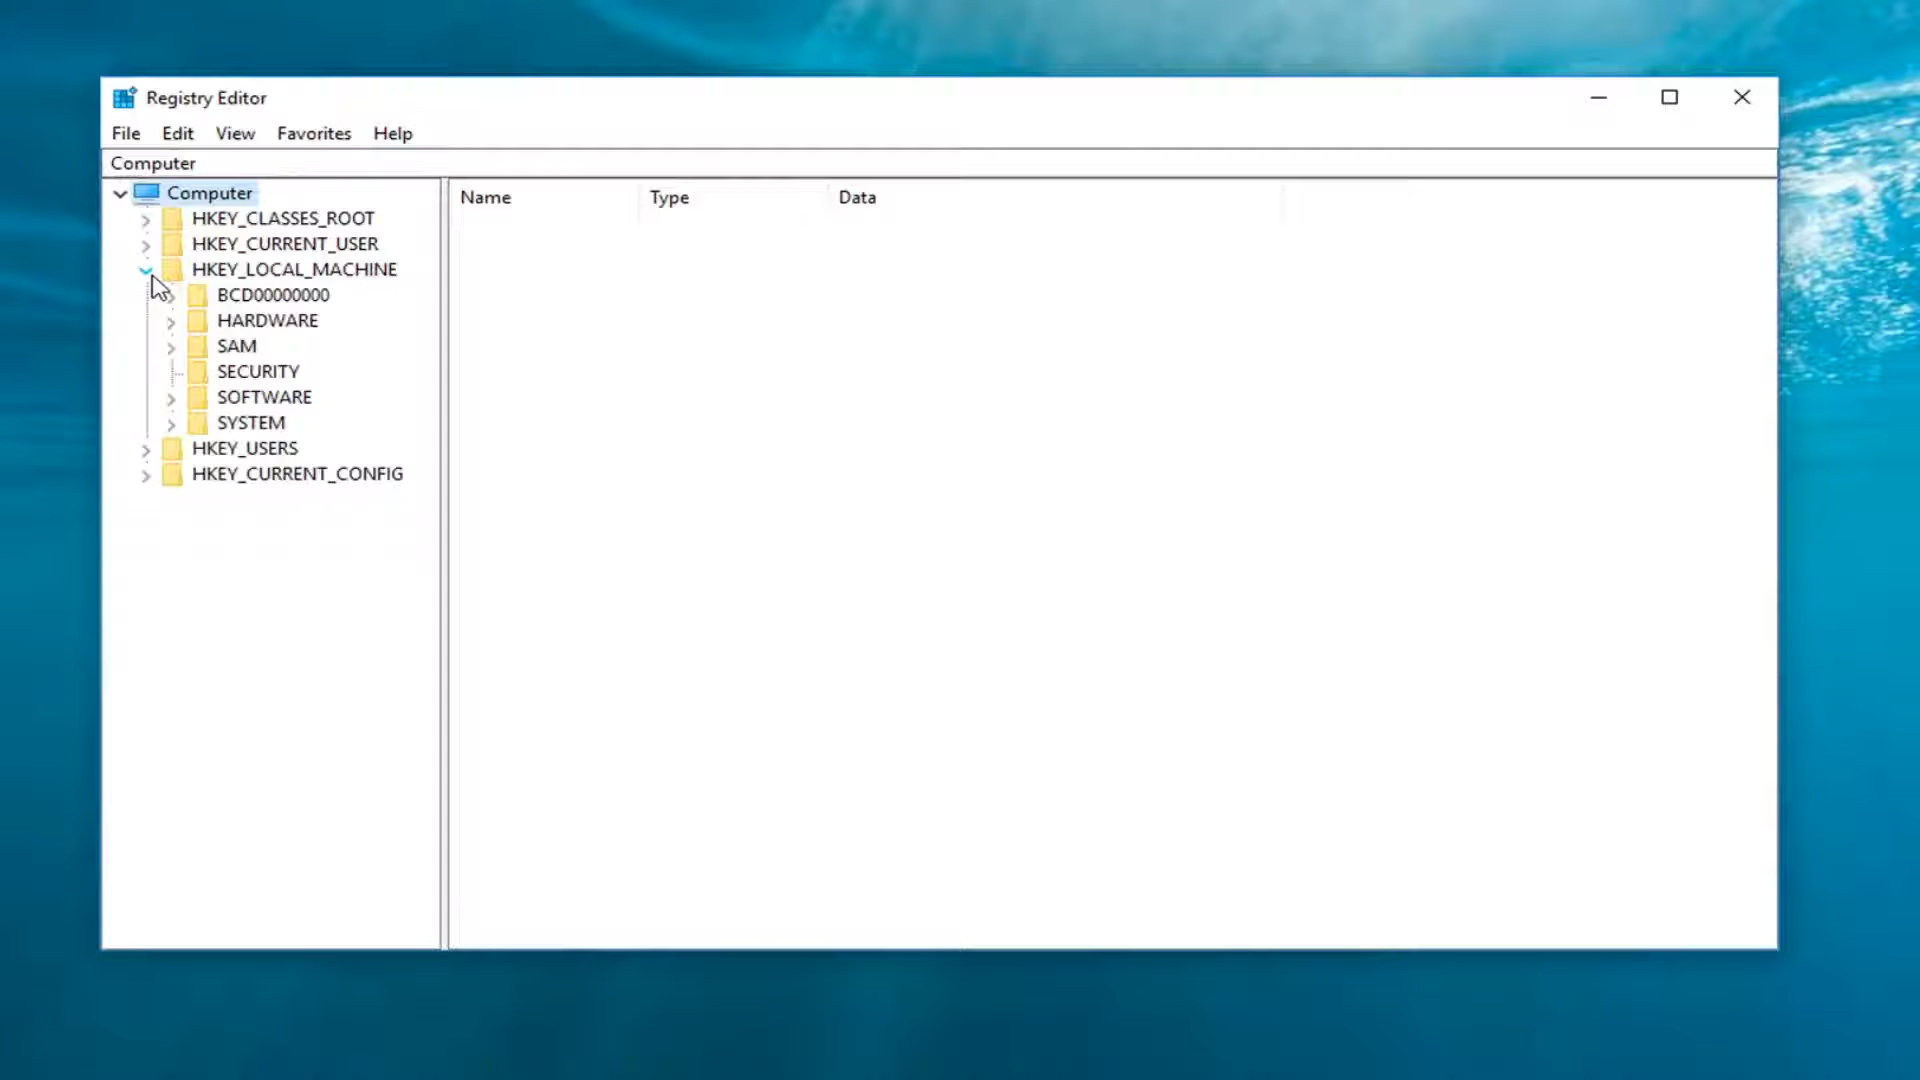 Registry Editor
File Edit View Favorites Help
Computer
Computer
HKEY_CLASSES_ROOT
HKEY_CURRENT_USER
HKEY_LOCAL_MACHINE
BCD00000000
HARDWARE
SAM
SECURITY
SOFTWARE
SYSTEM
HKEY_USERS
HKEY_CURRENT_CONFIG
Name Type Data